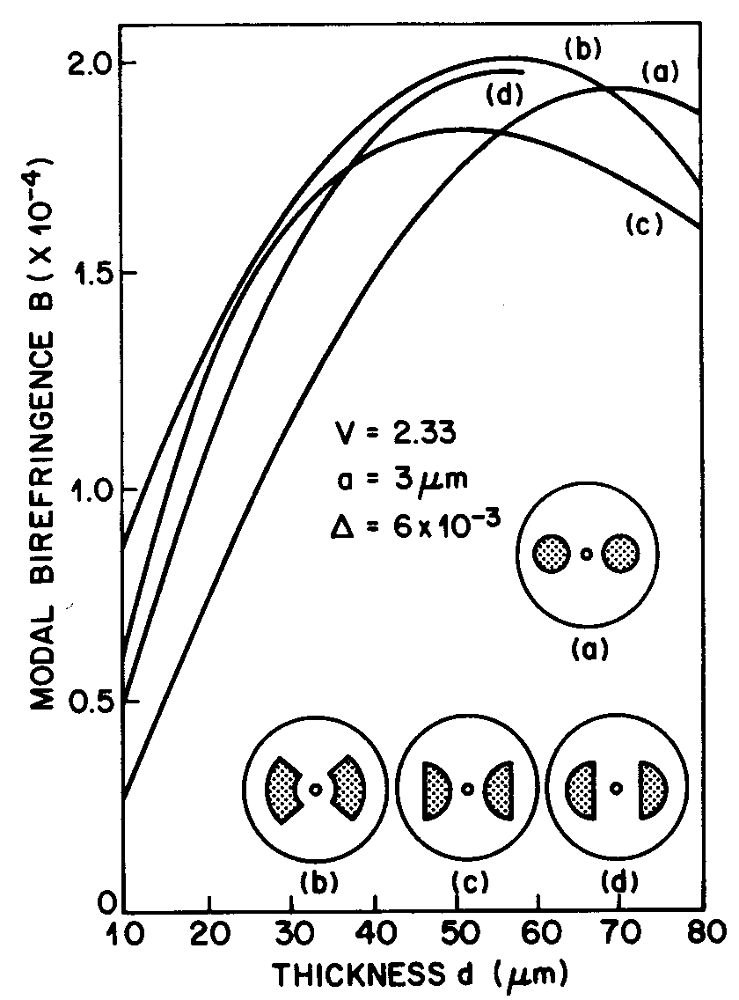 MODAL BIREFRINGENCE B (X 10⁻⁴)
2.0
1.5
1.0
0.5
0
(b)
(a)
(d)
(c)
V = 2.33
a = 3 μm
Δ = 6 x 10⁻³
(a)
(b) (c) (d)
10 20 30 40 50 60 70 80
THICKNESS d (μm)